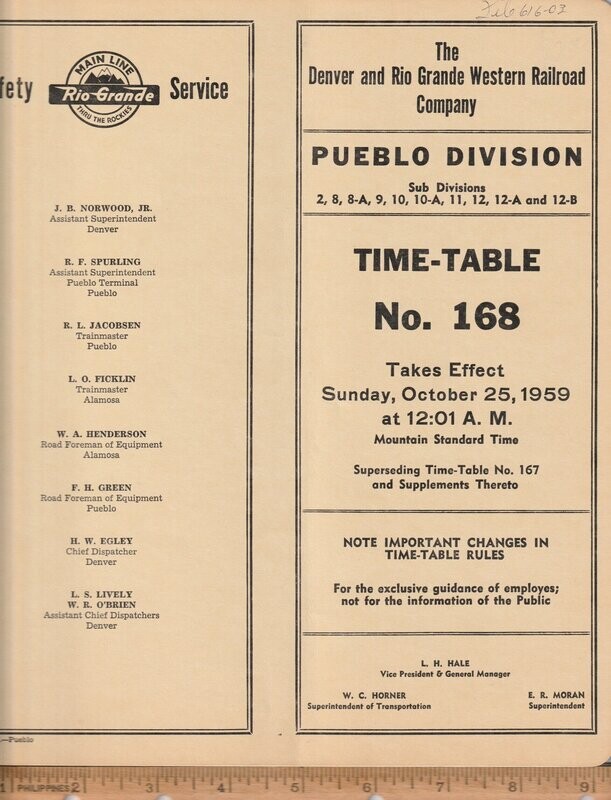 fety
MAIN LINE
Rio Grande
THRU THE ROCKIES
Service
J. B. NORWOOD, JR.
Assistant Superintendent
Denver
R. F. SPURLING
Assistant Superintendent
Pueblo Terminal
Pueblo
R. L. JACOBSEN
Trainmaster
Pueblo
L. O. FICKLIN
Trainmaster
Alamosa
W. A. HENDERSON
Road Foreman of Equipment
Alamosa
F. H. GREEN
Road Foreman of Equipment
Pueblo
H. W. EGLEY
Chief Dispatcher
Denver
L. S. LIVELY
W. R. O'BRIEN
Assistant Chief Dispatchers
Denver
—Pueblo
The
Denver and Rio Grande Western Railroad
Company
PUEBLO DIVISION
Sub Divisions
2, 8, 8-A, 9, 10, 10-A, 11, 12, 12-A and 12-B
TIME-TABLE
No. 168
Takes Effect
Sunday, October 25, 1959
at 12:01 A. M.
Mountain Standard Time
Superseding Time-Table No. 167
and Supplements Thereto
NOTE IMPORTANT CHANGES IN
TIME-TABLE RULES
For the exclusive guidance of employes;
not for the information of the Public
L. H. HALE
Vice President & General Manager
W. C. HORNER
Superintendent of Transportation
E. R. MORAN
Superintendent
1 PHILIPPINES 2 3 4 5 6 7 8 9